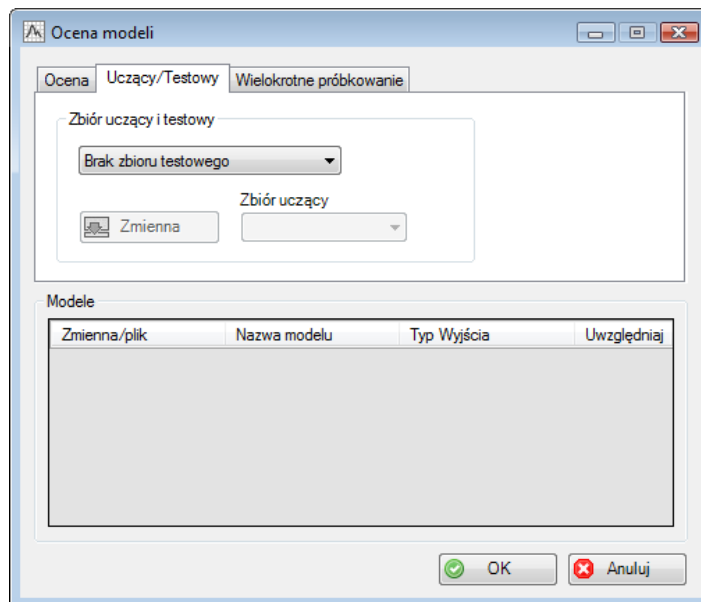 Ocena modeli
Ocena Uczący/Testowy Wielokrotne próbkowanie
Zbiór uczący i testowy
Brak zbioru testowego
Zbiór uczący
Zmienna
Modele
Zmienna/plik Nazwa modelu Typ Wyjścia Uwzględniaj
OK Anuluj